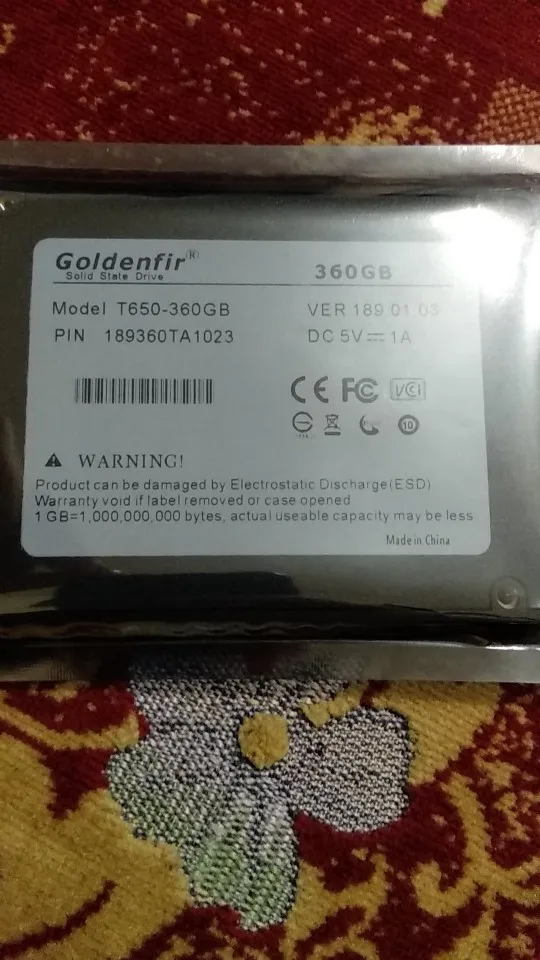 Goldenfir®
Solid State Drive
360GB
Model T650-360GB
VER 189 01 03
PIN 189360TA1023
DC 5V⎓1A
CE FC VCI
10
WARNING!
Product can be damaged by Electrostatic Discharge(ESD)
Warranty void if label removed or case opened
1 GB=1,000,000,000 bytes, actual useable capacity may be less
Made in China